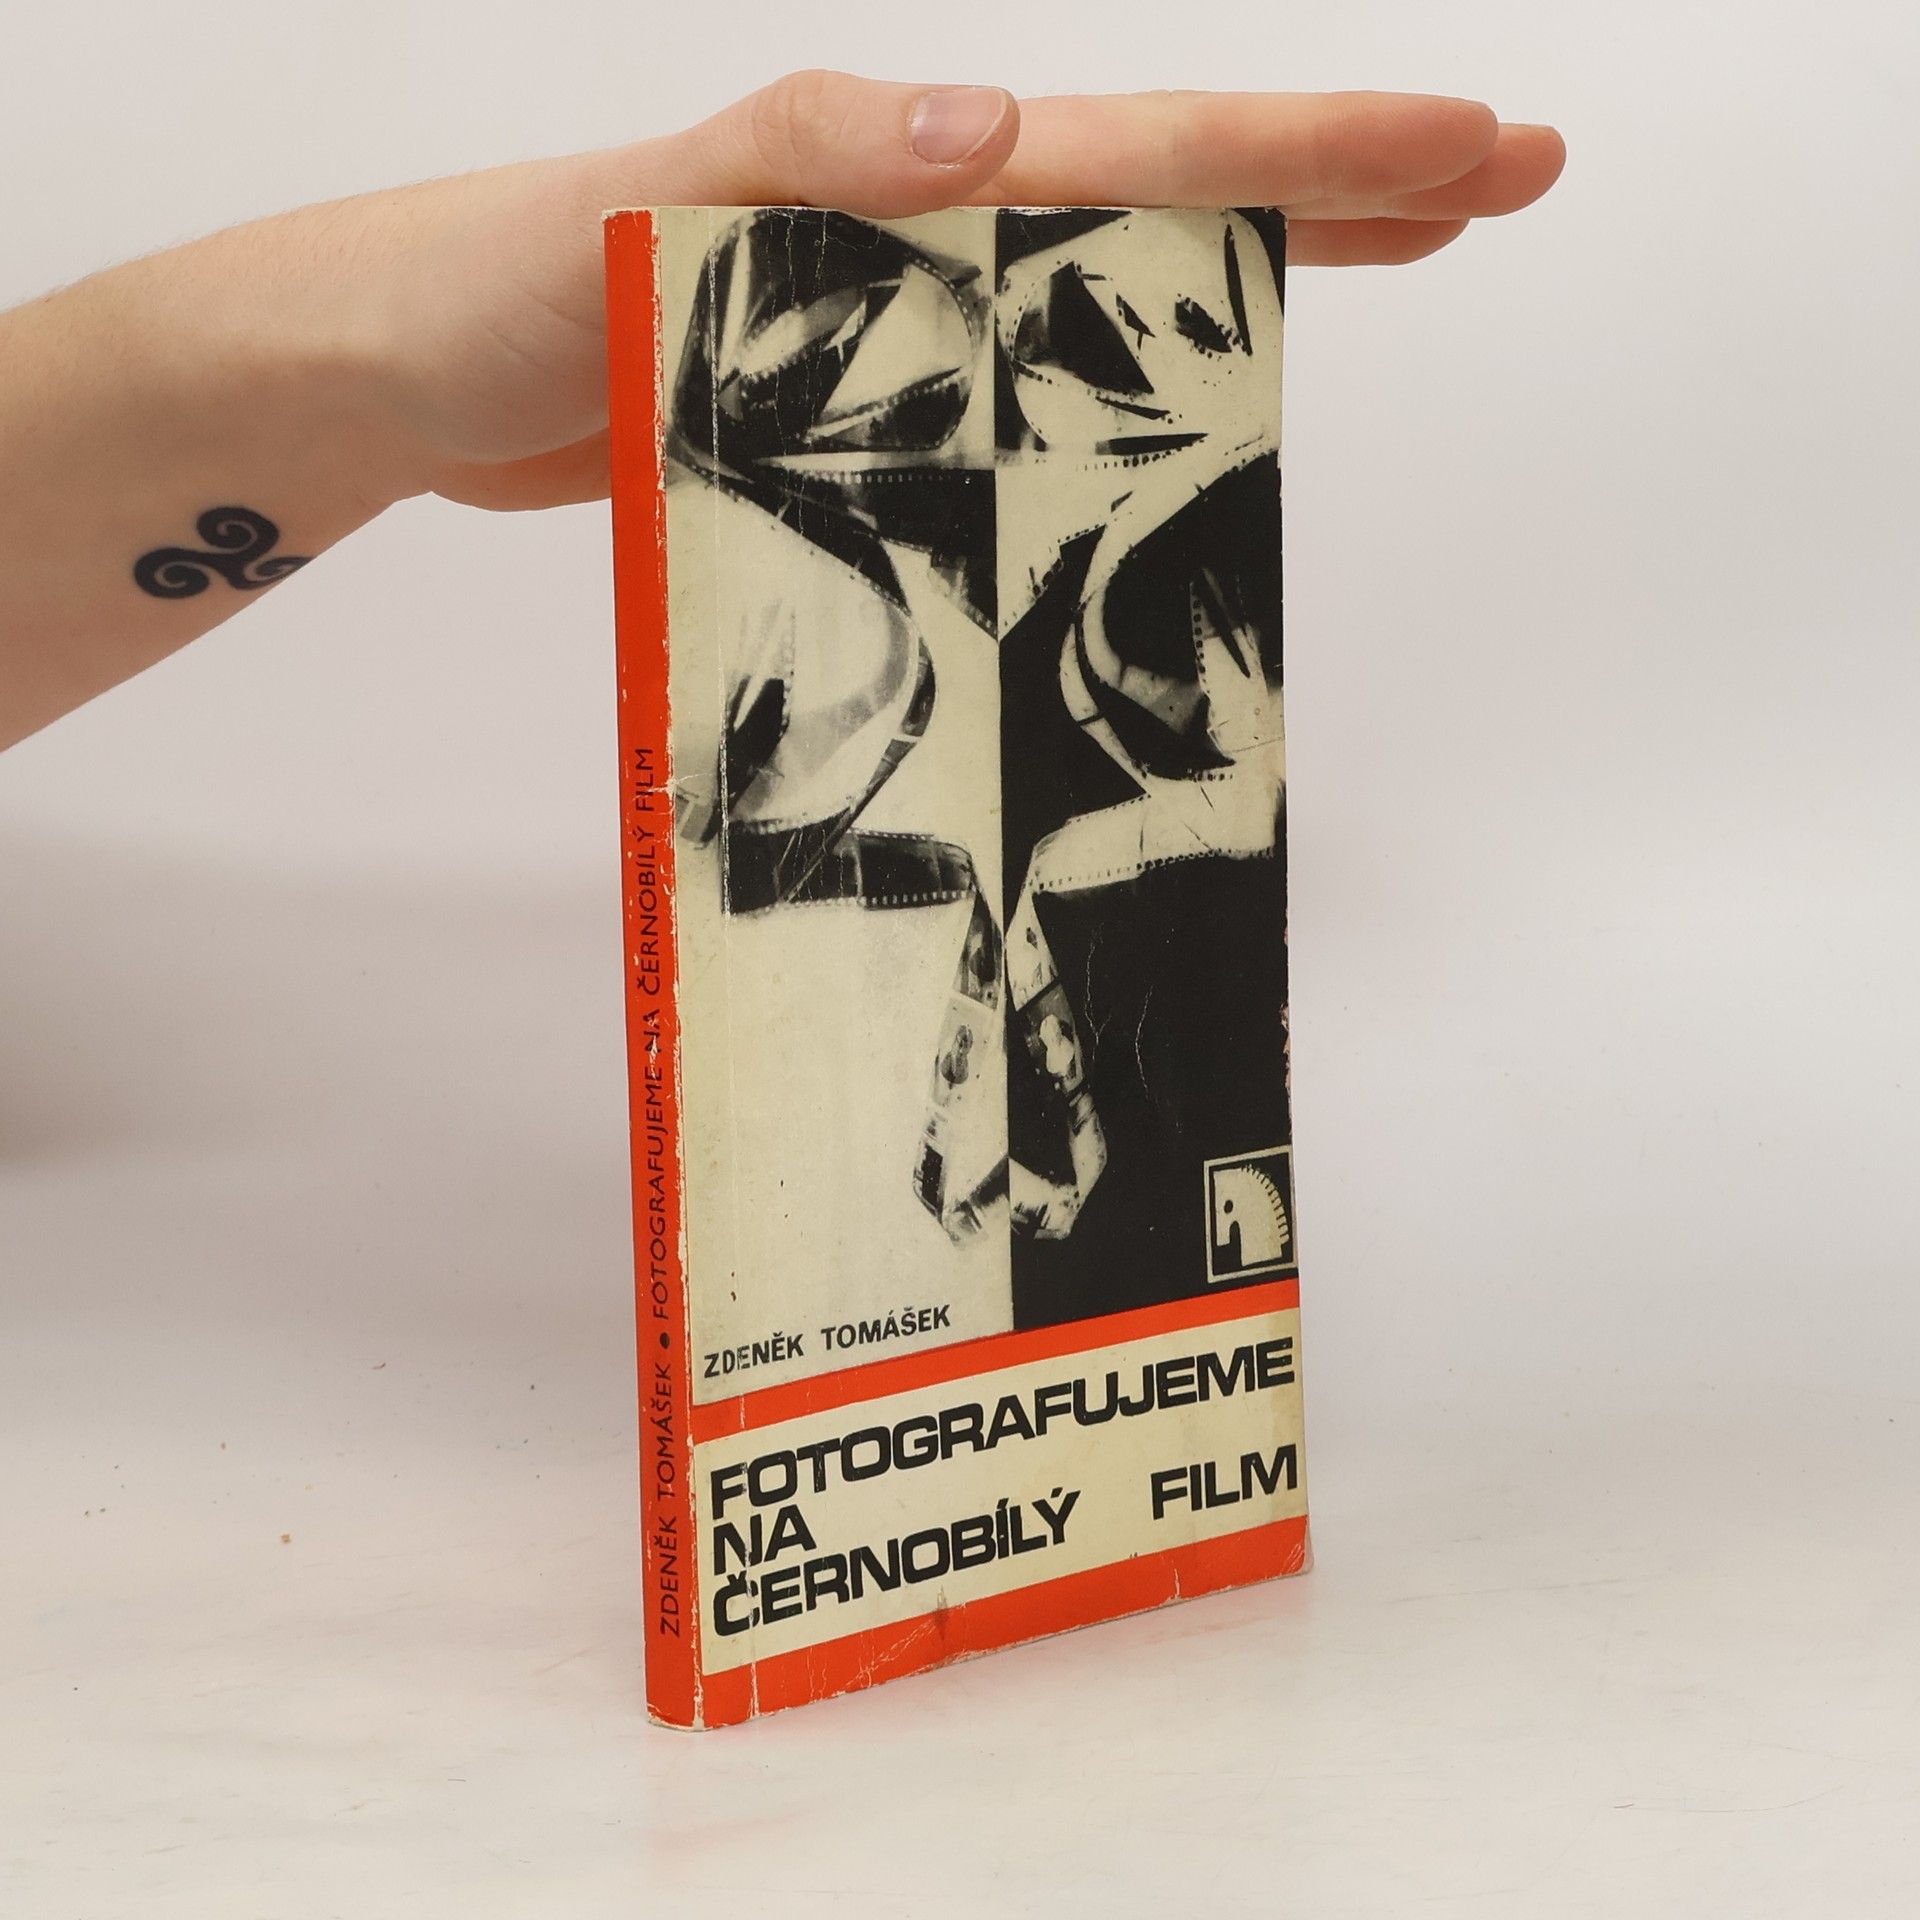 ZDENĚK TOMÁŠEK • FOTOGRAFUJEME NA ČERNOBÍLÝ FILM
ZDENĚK TOMÁŠEK
FOTOGRAFUJEME
NA
ČERNOBÍLÝ FILM